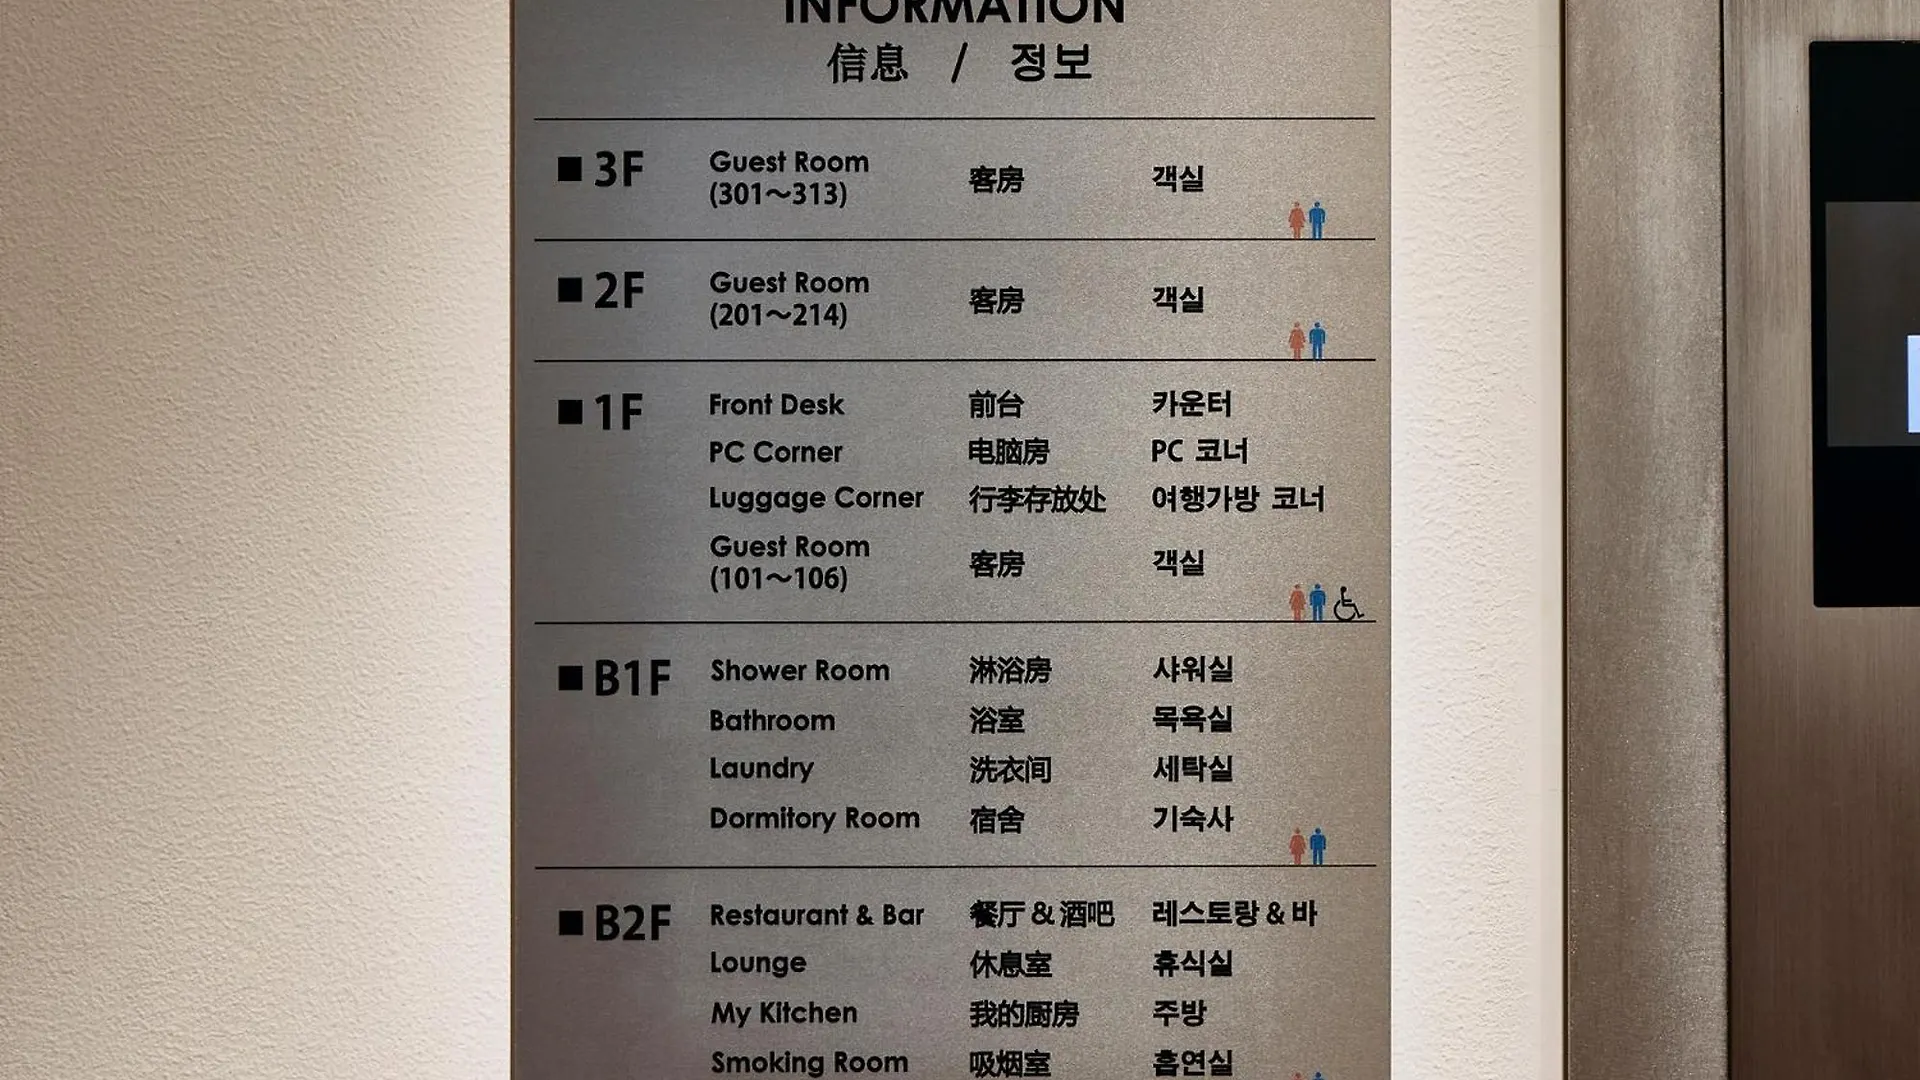 INFORMATION
信息 / 정보
■ 3F Guest Room (301～313) 客房 객실
■ 2F Guest Room (201～214) 客房 객실
■ 1F Front Desk 前台 카운터
PC Corner 电脑房 PC 코너
Luggage Corner 行李存放处 여행가방 코너
Guest Room (101～106) 客房 객실
■ B1F Shower Room 淋浴房 샤워실
Bathroom 浴室 목욕실
Laundry 洗衣间 세탁실
Dormitory Room 宿舍 기숙사
■ B2F Restaurant & Bar 餐厅 & 酒吧 레스토랑 & 바
Lounge 休息室 휴식실
My Kitchen 我的厨房 주방
Smoking Room 吸烟室 흡연실